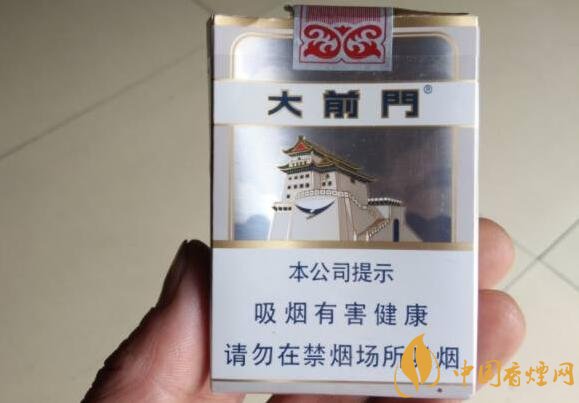 大前門®
本公司提示
吸烟有害健康
请勿在禁烟场所吸烟
中国香烟网